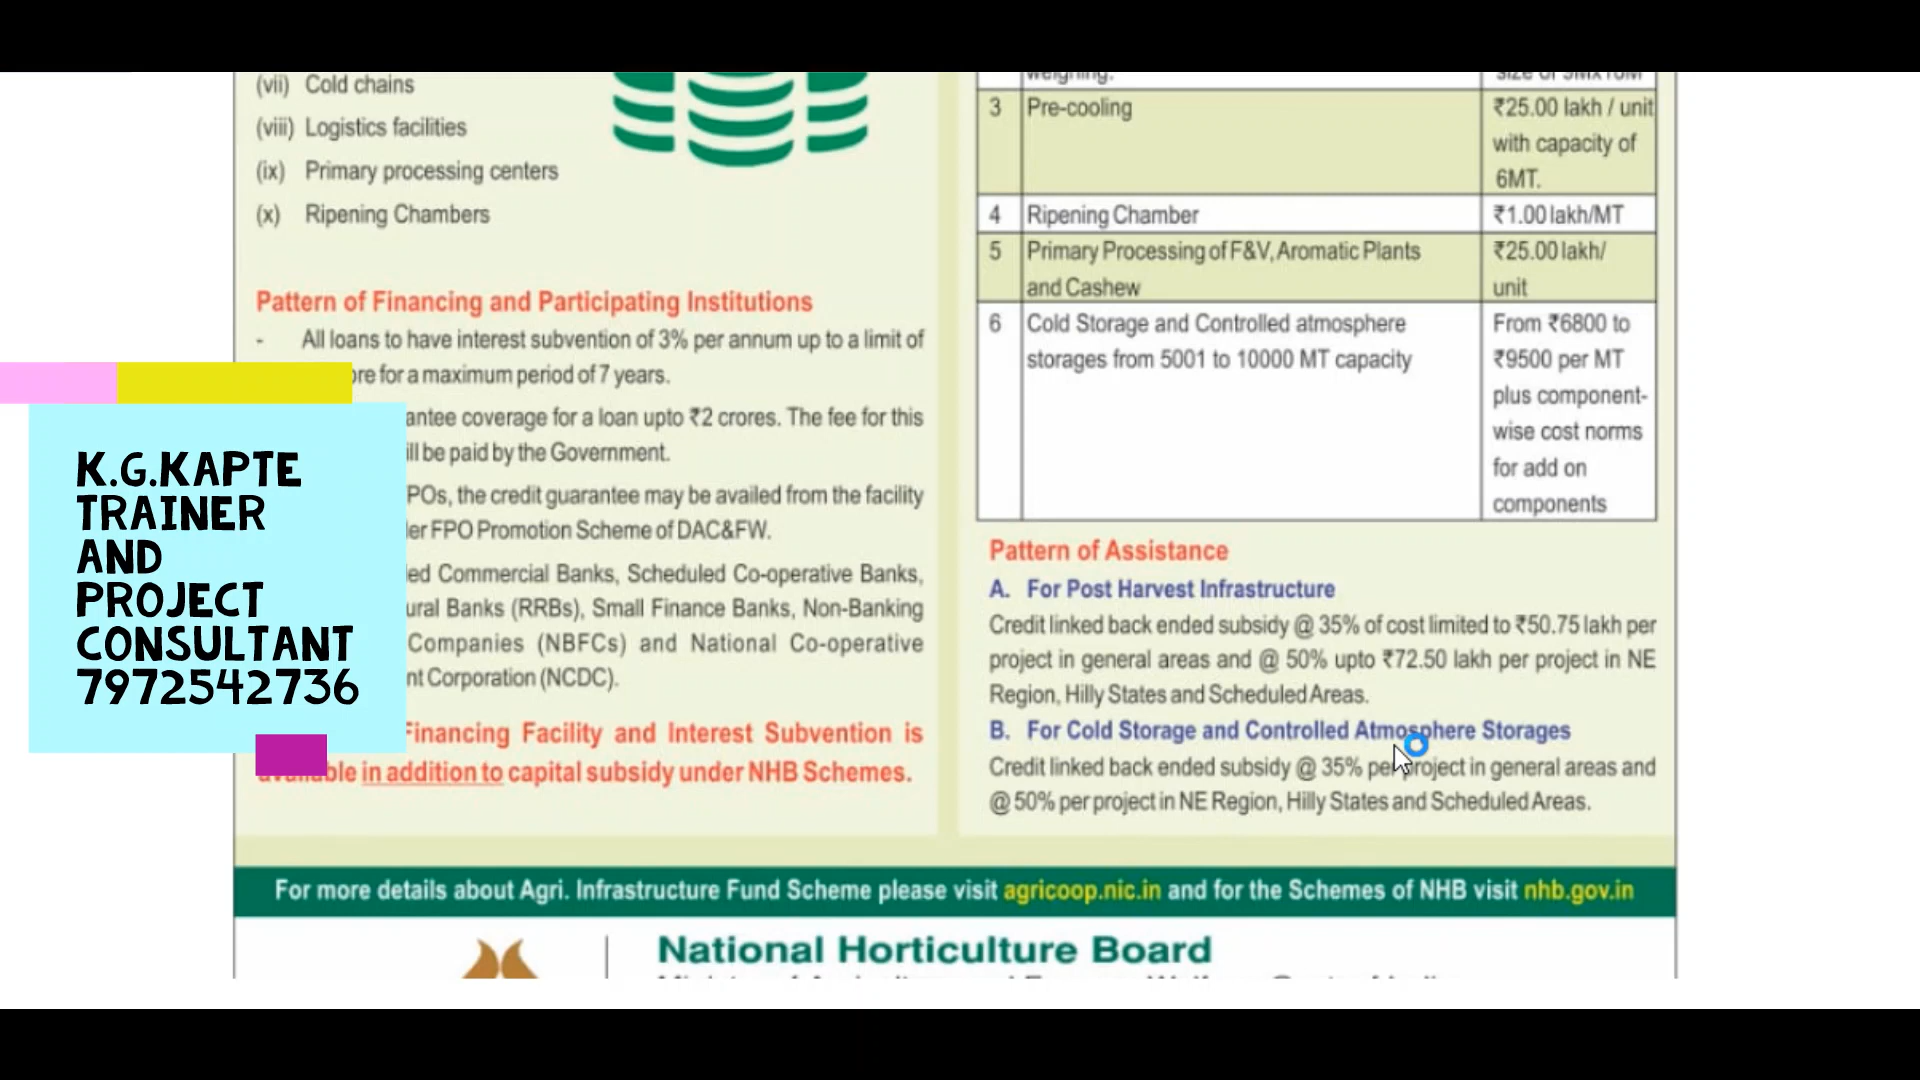 (vii) Cold chains
(viii) Logistics facilities
(ix) Primary processing centers
(x) Ripening Chambers
Pattern of Financing and Participating Institutions
- All loans to have interest subvention of 3% per annum up to a limit of
for a maximum period of 7 years.
coverage for a loan upto ₹2 crores. The fee for this
be paid by the Government.
the credit guarantee may be availed from the facility
FPO Promotion Scheme of DAC&FW.
Commercial Banks, Scheduled Co-operative Banks,
Banks (RRBs), Small Finance Banks, Non-Banking
Companies (NBFCs) and National Co-operative
Corporation (NCDC).
Financing Facility and Interest Subvention is
in addition to capital subsidy under NHB Schemes.
K.G.KAPTE
TRAINER
AND
PROJECT
CONSULTANT
7972542736
weighing.
3 Pre-cooling ₹25.00 lakh / unit
with capacity of
6MT.
4 Ripening Chamber ₹1.00 lakh/MT
5 Primary Processing of F&V, Aromatic Plants ₹25.00 lakh/
and Cashew unit
6 Cold Storage and Controlled atmosphere From ₹6800 to
storages from 5001 to 10000 MT capacity ₹9500 per MT
plus component-
wise cost norms
for add on
components
Pattern of Assistance
A. For Post Harvest Infrastructure
Credit linked back ended subsidy @ 35% of cost limited to ₹50.75 lakh per
project in general areas and @ 50% upto ₹72.50 lakh per project in NE
Region, Hilly States and Scheduled Areas.
B. For Cold Storage and Controlled Atmosphere Storages
Credit linked back ended subsidy @ 35% per project in general areas and
@ 50% per project in NE Region, Hilly States and Scheduled Areas.
For more details about Agri. Infrastructure Fund Scheme please visit agricoop.nic.in and for the Schemes of NHB visit nhb.gov.in
National Horticulture Board